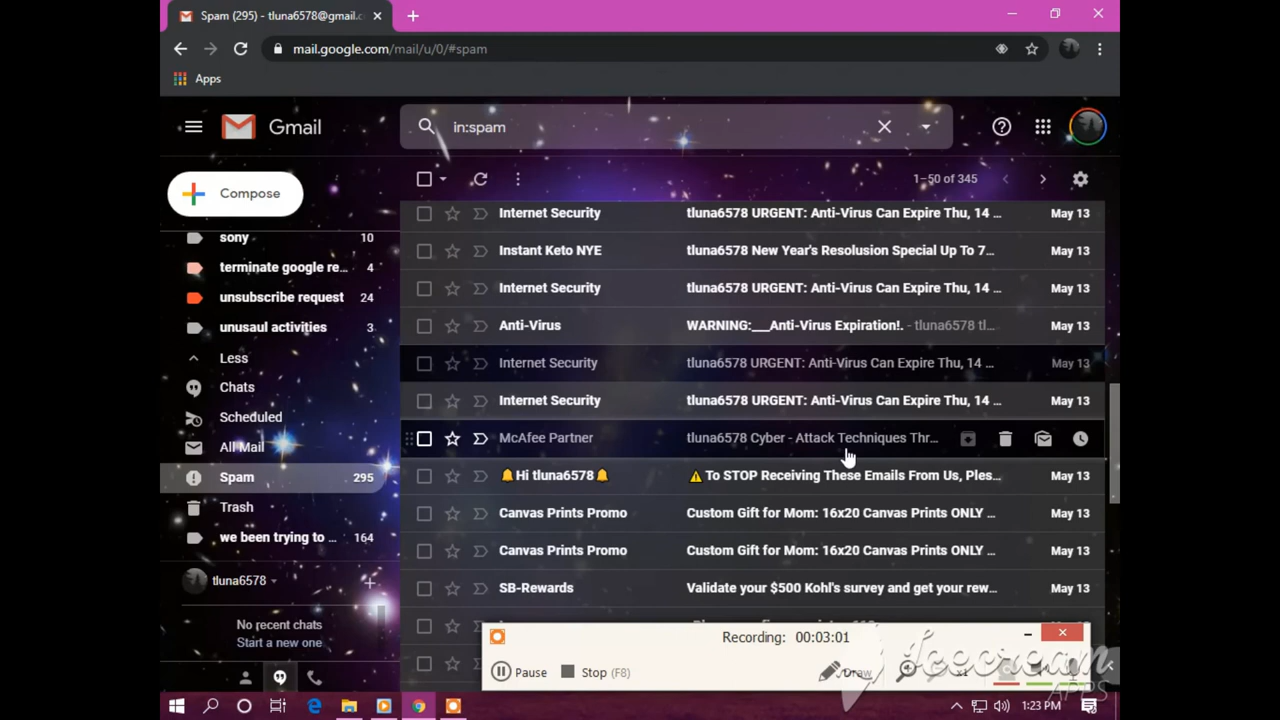 Spam (295) - tluna6578@gmail.c
mail.google.com/mail/u/0/#spam
Apps
Gmail
in:spam
Compose
1–50 of 345
sony 10
terminate google re... 4
unsubscribe request 24
unusaul activities 3
Less
Chats
Scheduled
All Mail
Spam 295
Trash
we been trying to ... 164
tluna6578
No recent chats
Start a new one
Internet Security tluna6578 URGENT: Anti-Virus Can Expire Thu, 14 ... May 13
Instant Keto NYE tluna6578 New Year's Resolusion Special Up To 7... May 13
Internet Security tluna6578 URGENT: Anti-Virus Can Expire Thu, 14 ... May 13
Anti-Virus WARNING:___Anti-Virus Expiration!. - tluna6578 tl... May 13
Internet Security tluna6578 URGENT: Anti-Virus Can Expire Thu, 14 ... May 13
Internet Security tluna6578 URGENT: Anti-Virus Can Expire Thu, 14 ... May 13
McAfee Partner tluna6578 Cyber - Attack Techniques Thr...
🔔Hi tluna6578🔔 ⚠To STOP Receiving These Emails From Us, Ples... May 13
Canvas Prints Promo Custom Gift for Mom: 16x20 Canvas Prints ONLY ... May 13
Canvas Prints Promo Custom Gift for Mom: 16x20 Canvas Prints ONLY ... May 13
SB-Rewards Validate your $500 Kohl's survey and get your rew... May 13
Recording: 00:03:01
Pause Stop (F8) Draw
Icecream
APPS
1:23 PM